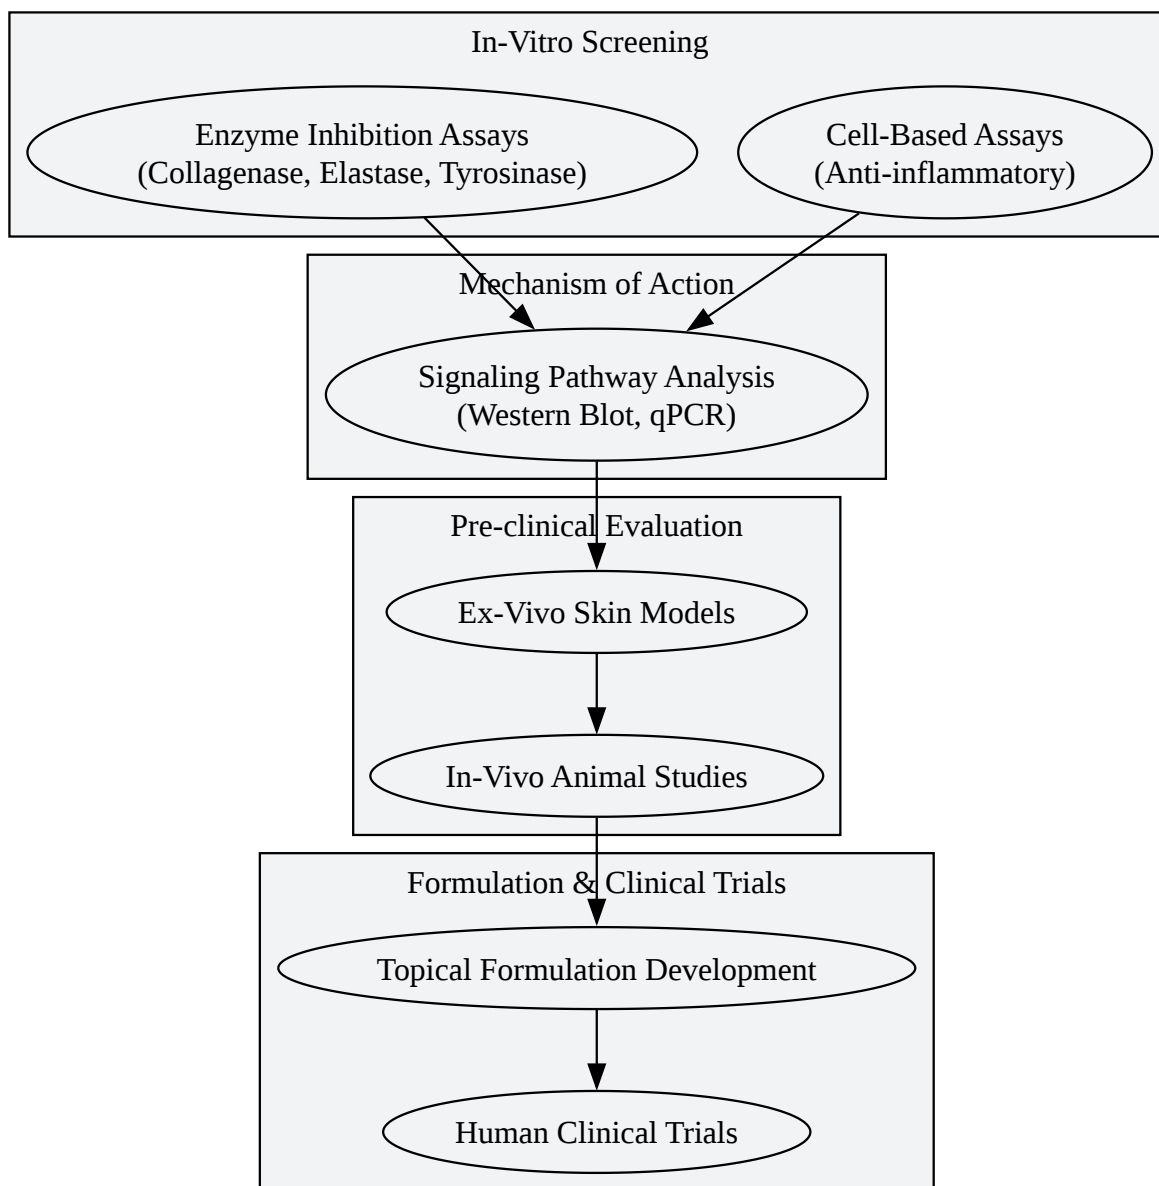 In-Vitro Screening
Enzyme Inhibition Assays
(Collagenase, Elastase, Tyrosinase)
Cell-Based Assays
(Anti-inflammatory)
Mechanism of Action
Signaling Pathway Analysis
(Western Blot, qPCR)
Pre-clinical Evaluation
Ex-Vivo Skin Models
In-Vivo Animal Studies
Formulation & Clinical Trials
Topical Formulation Development
Human Clinical Trials